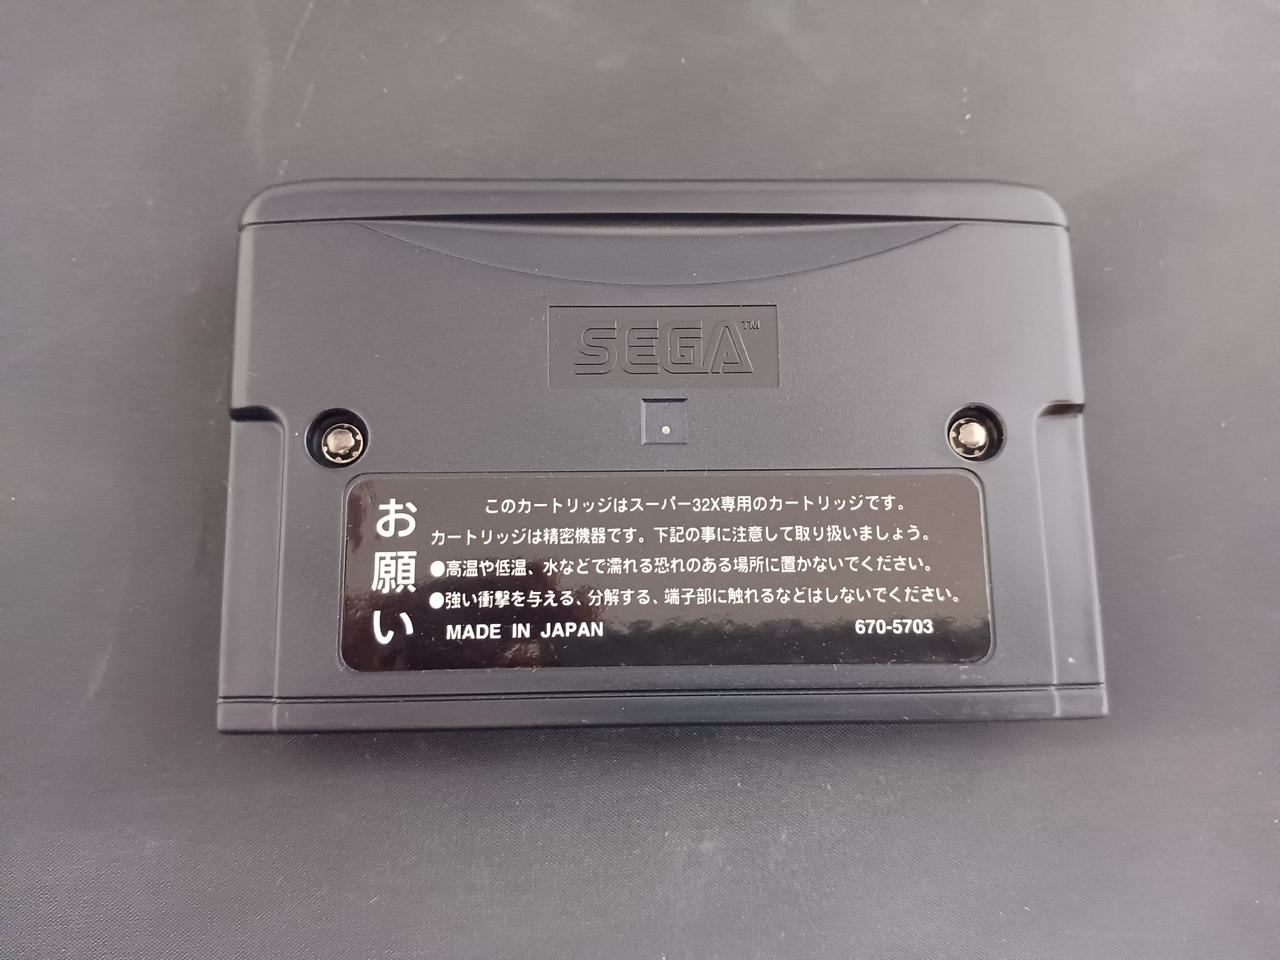 SEGA™
お願い
このカートリッジはスーパー32X専用のカートリッジです。
カートリッジは精密機器です。下記の事に注意して取り扱いましょう。
●高温や低温、水などで濡れる恐れのある場所に置かないでください。
●強い衝撃を与える、分解する、端子部に触れるなどはしないでください。
MADE IN JAPAN 670-5703